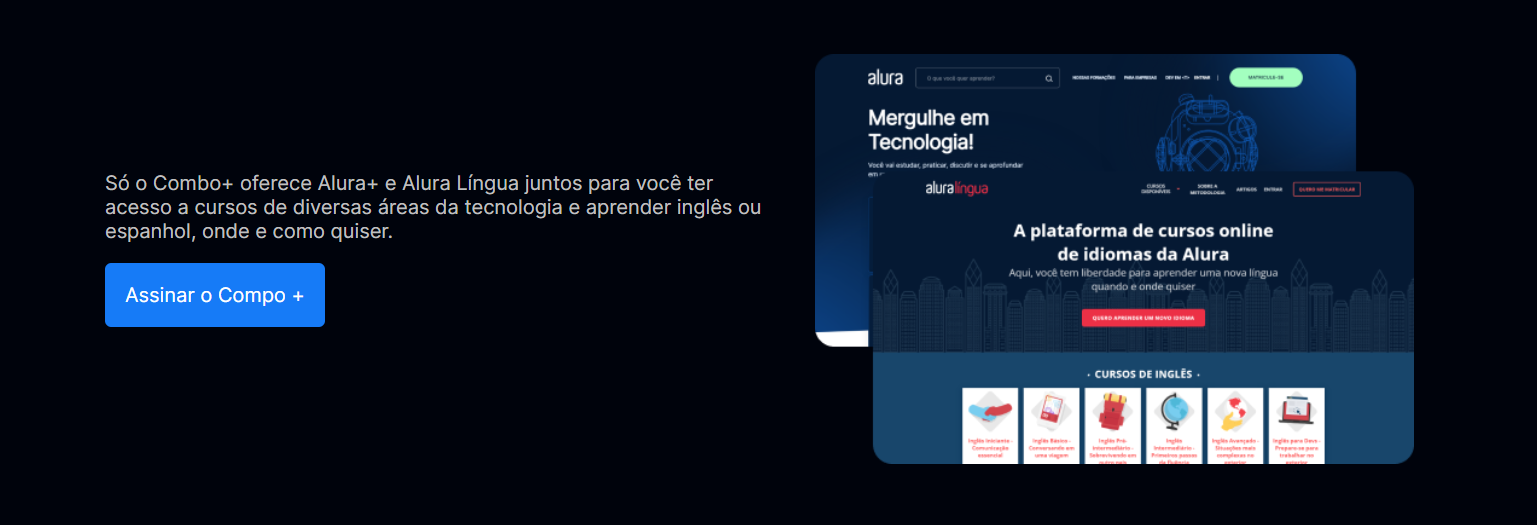 Só o Combo+ oferece Alura+ e Alura Língua juntos para você ter
acesso a cursos de diversas áreas da tecnologia e aprender inglês ou
espanhol, onde e como quiser.
Assinar o Compo +
alura
O que você quer aprender?
NOSSAS FORMAÇÕES
PARA EMPRESAS
DEV EM <T>
ENTRAR
|
MATRICULE-SE
Mergulhe em
Tecnologia!
Você vai estudar, praticar, discutir e se aprofundar
aluralíngua
CURSOS
DISPONÍVEIS
SOBRE A
METODOLOGIA
ARTIGOS
ENTRAR
QUERO ME MATRICULAR
A plataforma de cursos online
de idiomas da Alura
Aqui, você tem liberdade para aprender uma nova língua
quando e onde quiser
QUERO APRENDER UM NOVO IDIOMA
• CURSOS DE INGLÊS •
Inglês Iniciante -
Comunicação
essencial
Inglês Básico -
Conversando em
uma viagem
Inglês Pré-
intermediário -
Sobrevivendo em
outro país
Inglês
Intermediário -
Primeiros passos
da fluência
Inglês Avançado -
Situações mais
complexas no
exterior
Inglês para Devs -
Prepare-se para
trabalhar no
exterior